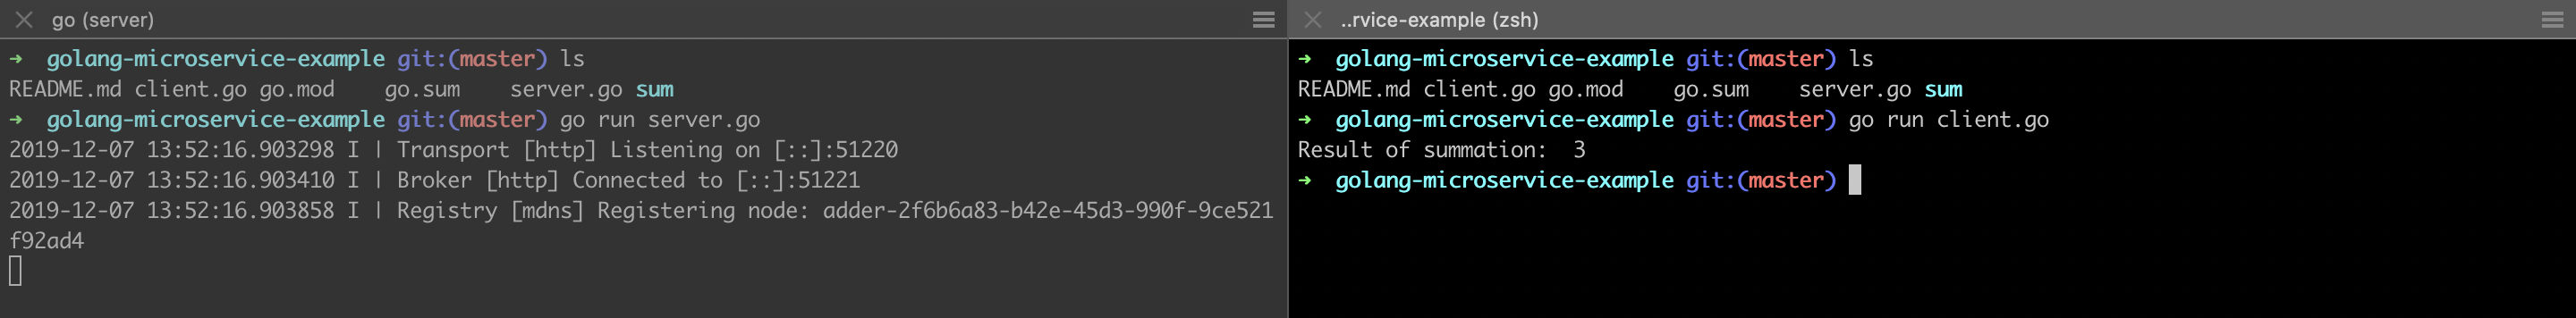 go (server)
➜  golang-microservice-example git:(master) ls
README.md client.go go.mod    go.sum    server.go sum
➜  golang-microservice-example git:(master) go run server.go
2019-12-07 13:52:16.903298 I | Transport [http] Listening on [::]:51220
2019-12-07 13:52:16.903410 I | Broker [http] Connected to [::]:51221
2019-12-07 13:52:16.903858 I | Registry [mdns] Registering node: adder-2f6b6a83-b42e-45d3-990f-9ce521
f92ad4
..rvice-example (zsh)
➜  golang-microservice-example git:(master) ls
README.md client.go go.mod    go.sum    server.go sum
➜  golang-microservice-example git:(master) go run client.go
Result of summation:  3
➜  golang-microservice-example git:(master)